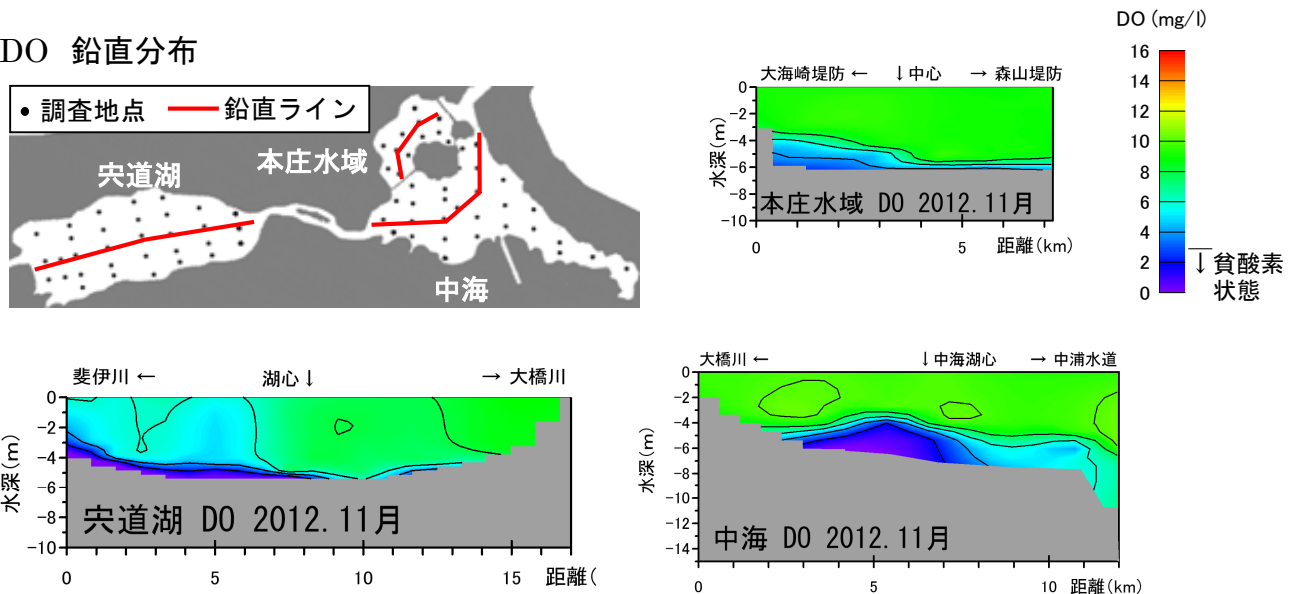 DO 鉛直分布
調査地点 鉛直ライン
宍道湖
本庄水域
中海
DO (mg/l)
16
14
12
10
8
6
4
2
0
↓貧酸素
状態
大海崎堤防 ← ↓中心 → 森山堤防
水深(m)
0
-2
-4
-6
-8
-10
本庄水域 DO 2012.11月
0 5 距離(km)
斐伊川 ← 湖心↓ → 大橋川
水深(m)
0
-2
-4
-6
-8
-10
宍道湖 DO 2012.11月
0 5 10 15 距離(
大橋川 ← ↓中海湖心 → 中浦水道
水深(m)
0
-2
-4
-6
-8
-10
-12
-14
中海 DO 2012.11月
0 5 10 距離(km)